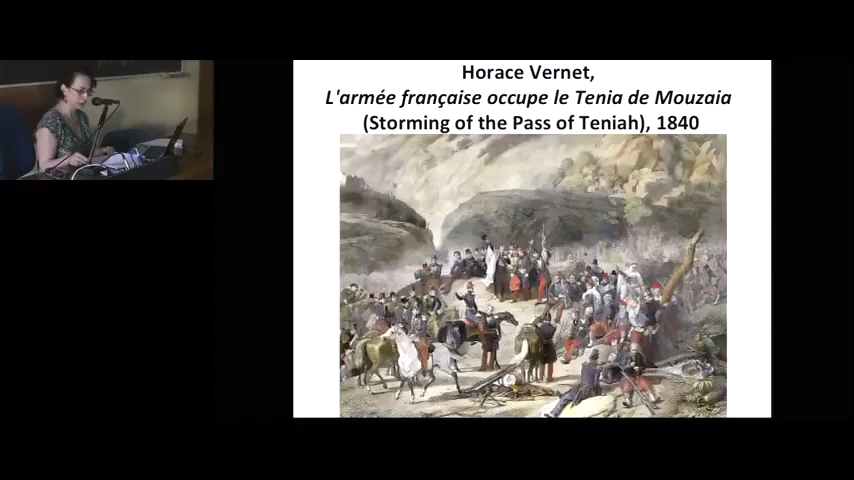 Horace Vernet,
L'armée française occupe le Tenia de Mouzaia
(Storming of the Pass of Teniah), 1840